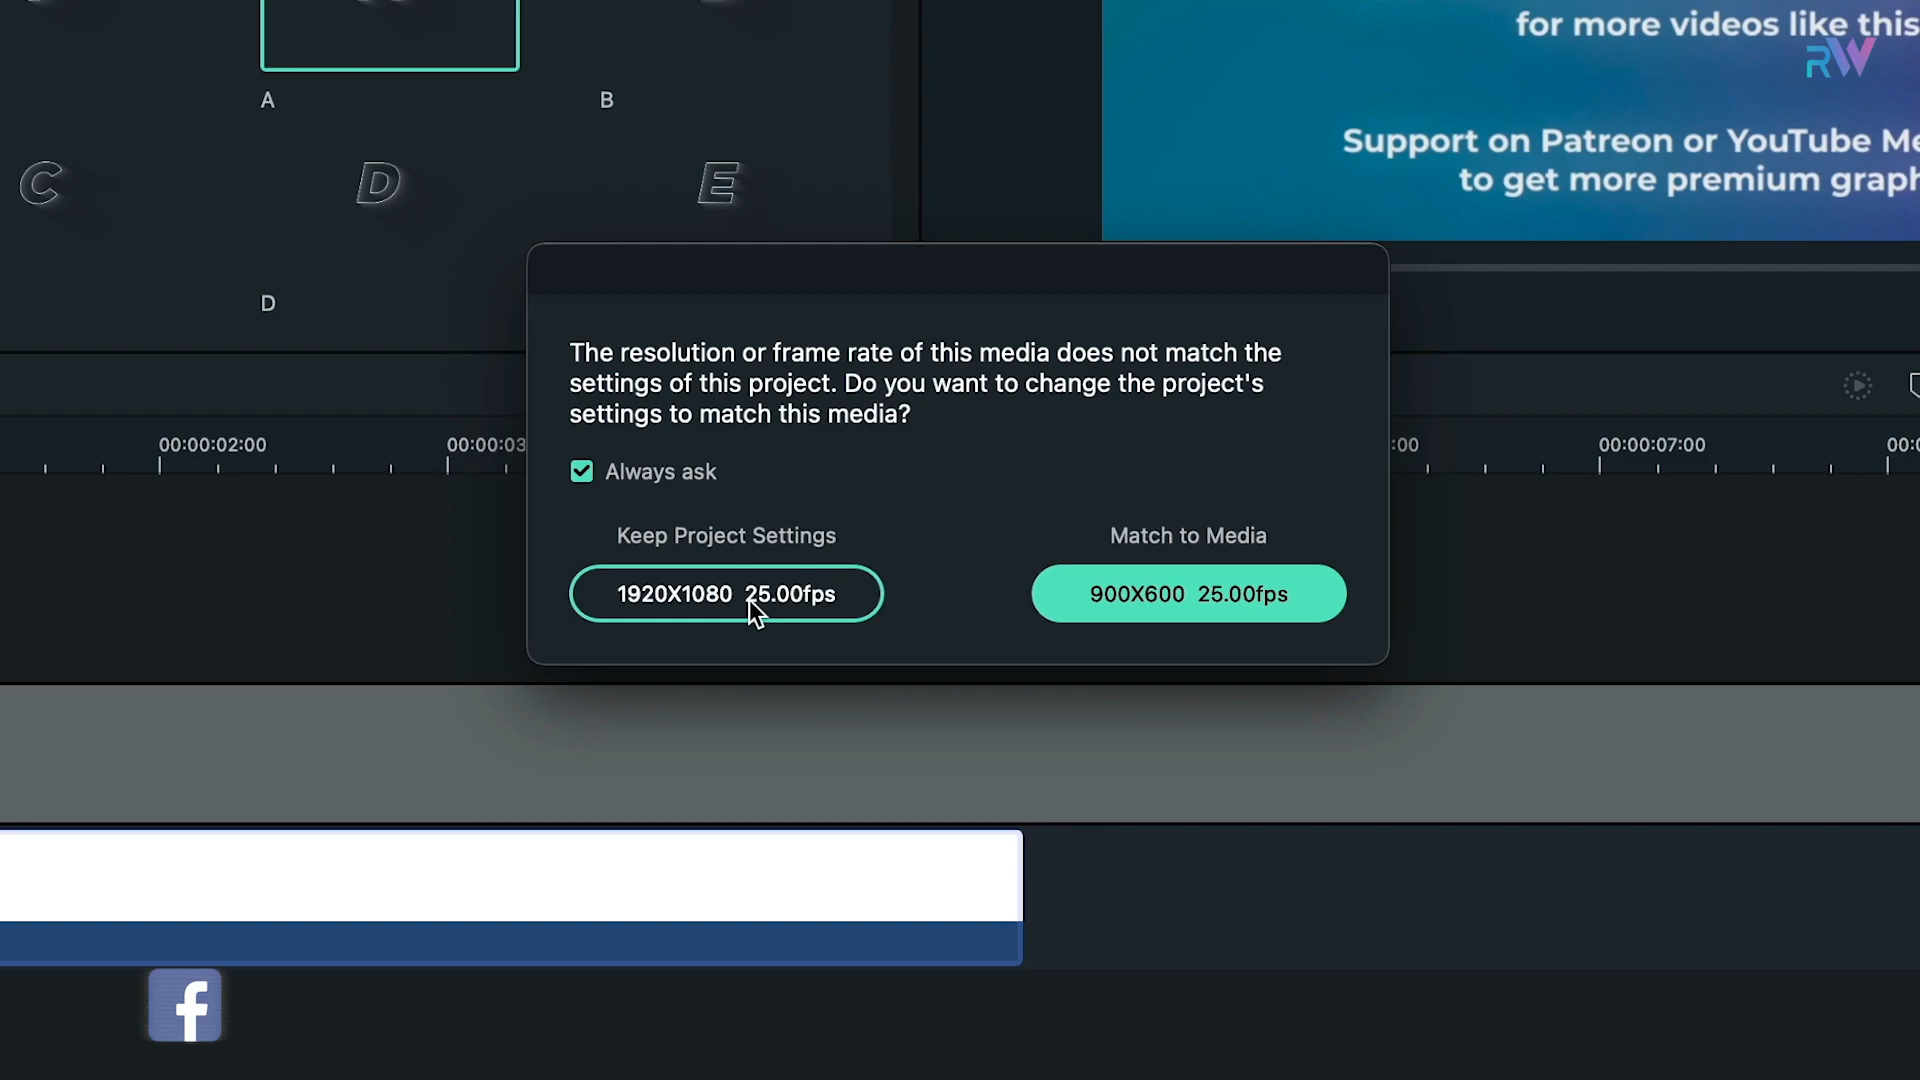 for more videos like this
RW
A
B
Support on Patreon or YouTube Me
to get more premium graph
C
D
E
D
The resolution or frame rate of this media does not match the
settings of this project. Do you want to change the project's
settings to match this media?
00:00:02:00
00:00:03
:00
00:00:07:00
00:0
Always ask
Keep Project Settings
Match to Media
1920X1080 25.00fps
900X600 25.00fps
f